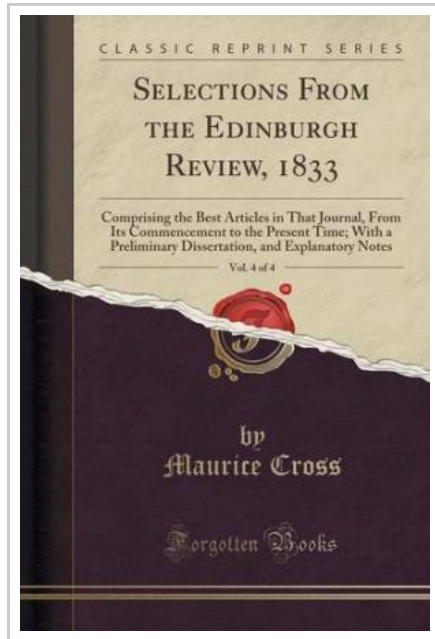 CLASSIC REPRINT SERIES
SELECTIONS FROM
THE EDINBURGH
REVIEW, 1833
Comprising the Best Articles in That Journal, From
Its Commencement to the Present Time; With a
Preliminary Dissertation, and Explanatory Notes
Vol. 4 of 4
by
Maurice Cross
Forgotten Books